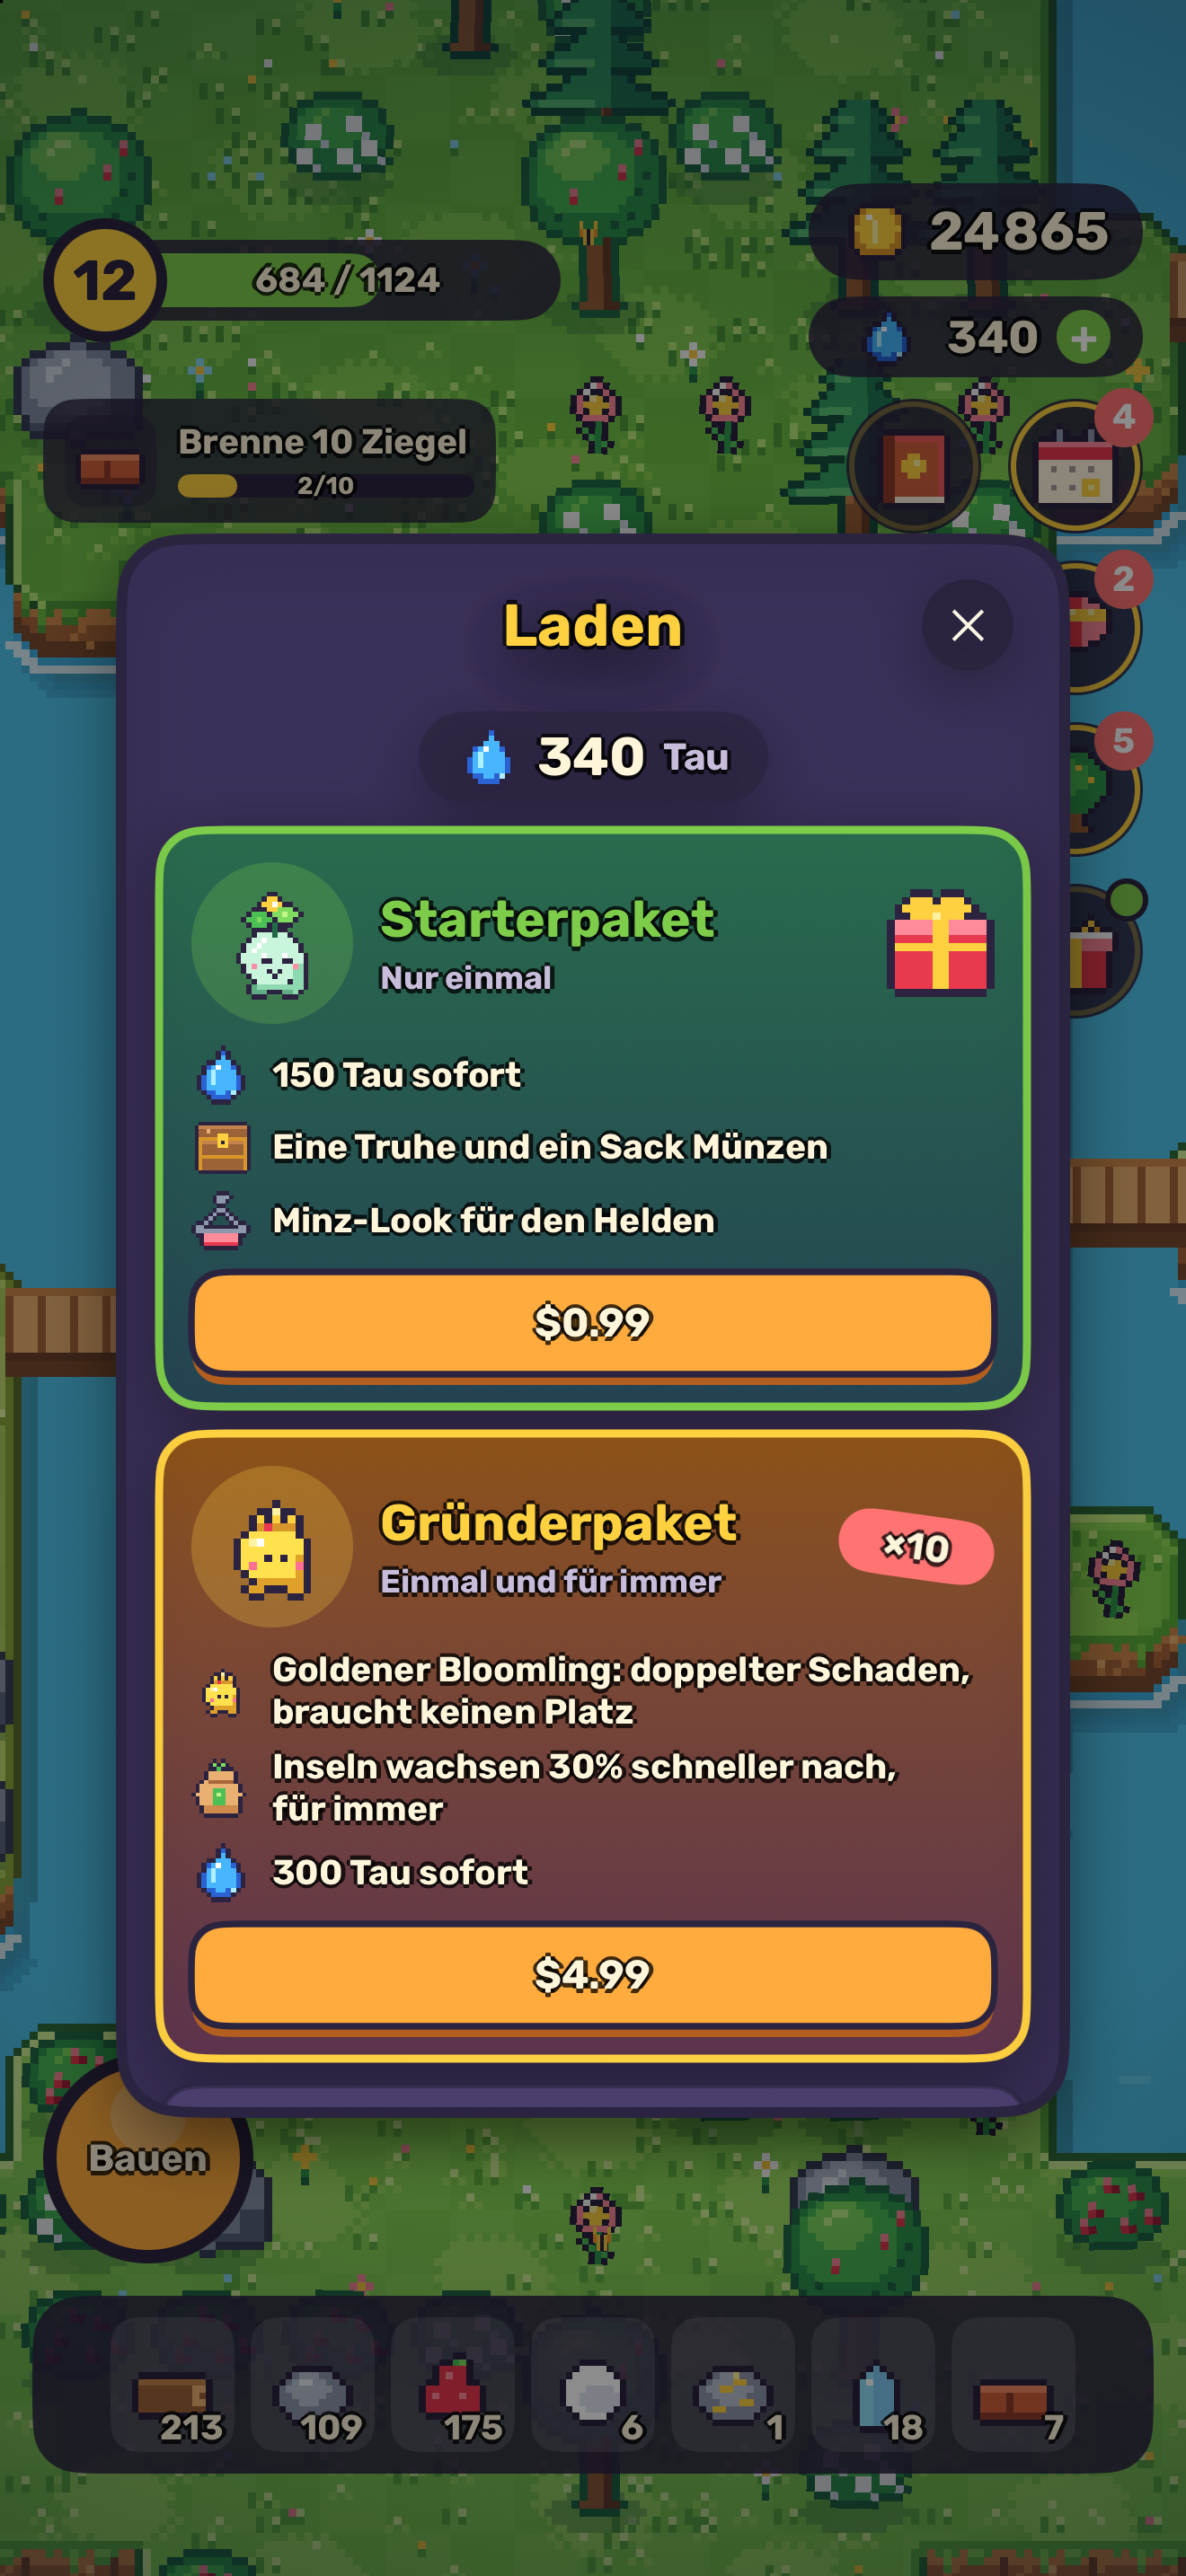 24865
12
684 / 1124
340
+
4
Brenne 10 Ziegel
2/10
2
Laden
5
340 Tau
Starterpaket
Nur einmal
150 Tau sofort
Eine Truhe und ein Sack Münzen
Minz-Look für den Helden
$0.99
Gründerpaket
×10
Einmal und für immer
Goldener Bloomling: doppelter Schaden,
braucht keinen Platz
Inseln wachsen 30% schneller nach,
für immer
300 Tau sofort
$4.99
Bauen
213 109 175 6 1 18 7